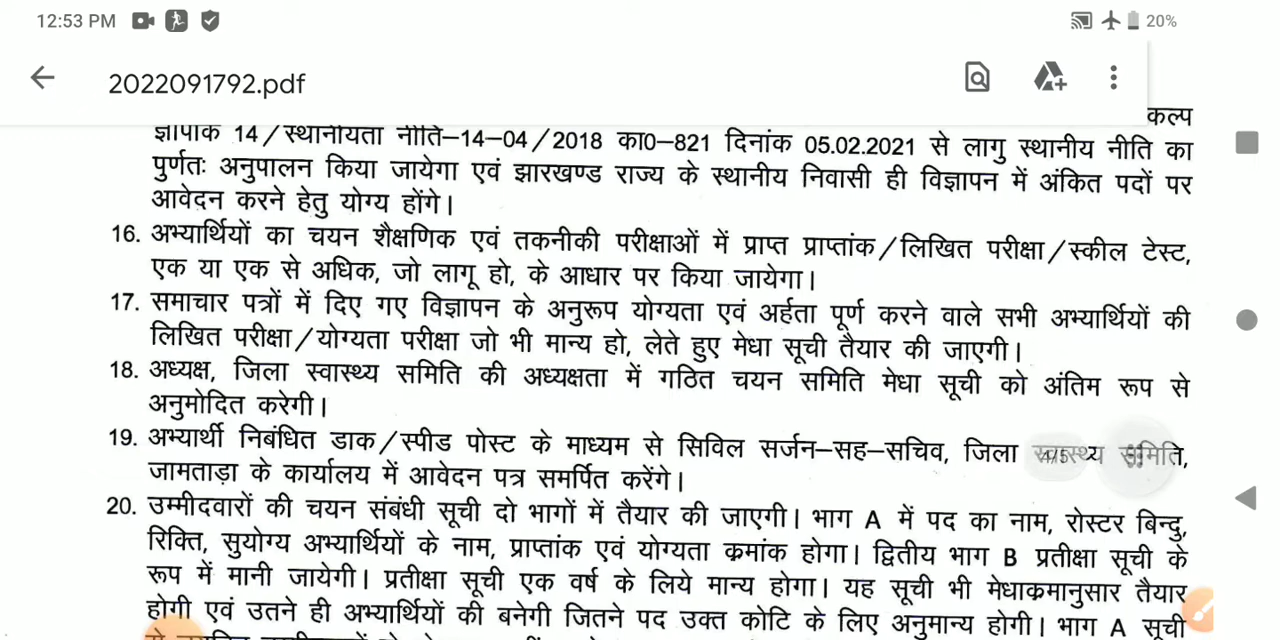 12:53 PM
20%
2022091792.pdf
कल्प
ज्ञापांक 14/स्थानीयता नीति–14–04/2018 का0–821 दिनांक 05.02.2021 से लागु स्थानीय नीति का
पुर्णतः अनुपालन किया जायेगा एवं झारखण्ड राज्य के स्थानीय निवासी ही विज्ञापन में अंकित पदों पर
आवेदन करने हेतु योग्य होंगे।
16. अभ्यार्थियों का चयन शैक्षणिक एवं तकनीकी परीक्षाओं में प्राप्त प्राप्तांक/लिखित परीक्षा/स्कील टेस्ट,
एक या एक से अधिक, जो लागू हो, के आधार पर किया जायेगा।
17. समाचार पत्रों में दिए गए विज्ञापन के अनुरूप योग्यता एवं अर्हता पूर्ण करने वाले सभी अभ्यार्थियों की
लिखित परीक्षा/योग्यता परीक्षा जो भी मान्य हो, लेते हुए मेधा सूची तैयार की जाएगी।
18. अध्यक्ष, जिला स्वास्थ्य समिति की अध्यक्षता में गठित चयन समिति मेधा सूची को अंतिम रूप से
अनुमोदित करेगी।
19. अभ्यार्थी निबंधित डाक/स्पीड पोस्ट के माध्यम से सिविल सर्जन–सह–सचिव, जिला स्वास्थ्य समिति,
4/5
जामताड़ा के कार्यालय में आवेदन पत्र समर्पित करेंगे।
20. उम्मीदवारों की चयन संबंधी सूची दो भागों में तैयार की जाएगी। भाग A में पद का नाम, रोस्टर बिन्दु,
रिक्ति, सुयोग्य अभ्यार्थियों के नाम, प्राप्तांक एवं योग्यता क्रमांक होगा। द्वितीय भाग B प्रतीक्षा सूची के
रूप में मानी जायेगी। प्रतीक्षा सूची एक वर्ष के लिये मान्य होगा। यह सूची भी मेधाक्रमानुसार तैयार
होगी एवं उतने ही अभ्यार्थियों की बनेगी जितने पद उक्त कोटि के लिए अनुमान्य होगी। भाग A सूची